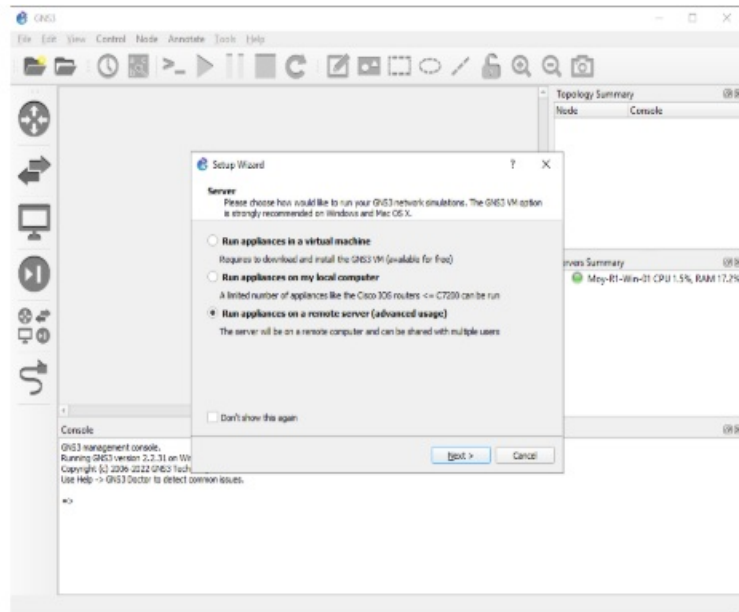 GNS3
File Edit View Control Node Annotate Tools Help
Topology Summary
Node Console
Setup Wizard
Server
Please choose how would like to run your GNS3 network simulations. The GNS3 VM option
is strongly recommended on Windows and Mac OS X.
Run appliances in a virtual machine
Requires to download and install the GNS3 VM (available for free)
Run appliances on my local computer
A limited number of appliances like the Cisco IOS routers <= C7200 can be run
Run appliances on a remote server (advanced usage)
The server will be on a remote computer and can be shared with multiple users
Don't show this again
Next > Cancel
ervers Summary
Moy-R1-Win-01 CPU 1.5%, RAM 17.2%
Console
GNS3 management console.
Running GNS3 version 2.2.31 on Wi
Copyright (c) 2006-2022 GNS3 Tech
Use Help -> GNS3 Doctor to detect common issues.
=>